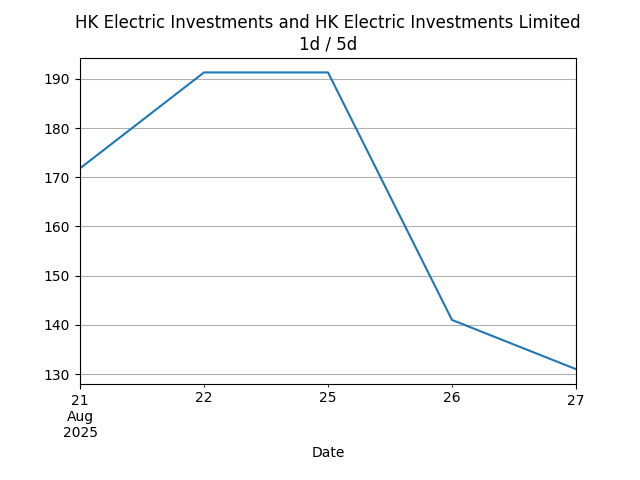 HK Electric Investments and HK Electric Investments Limited
1d / 5d
190
180
170
160
150
140
130
21 22 25 26 27
Aug
2025
Date